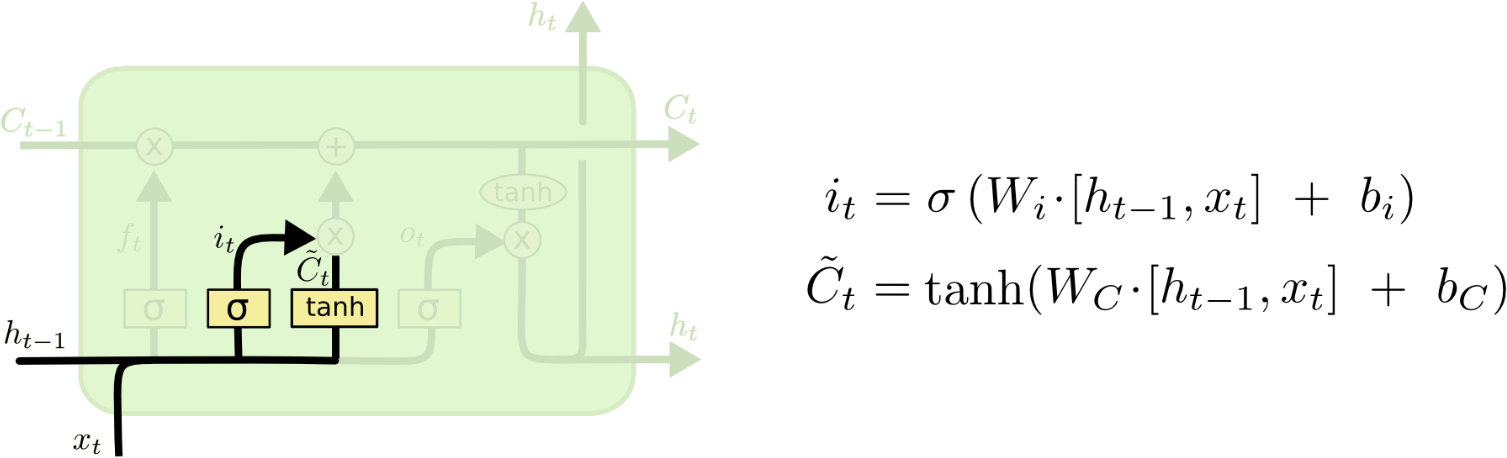 h_t
C_{t-1}
C_t
x
+
tanh
f_t
i_t
x
o_t
x
C̃_t
σ
σ
tanh
σ
h_{t-1}
h_t
x_t
i_t = σ (W_i·[h_{t-1}, x_t] + b_i)
C̃_t = tanh(W_C·[h_{t-1}, x_t] + b_C)